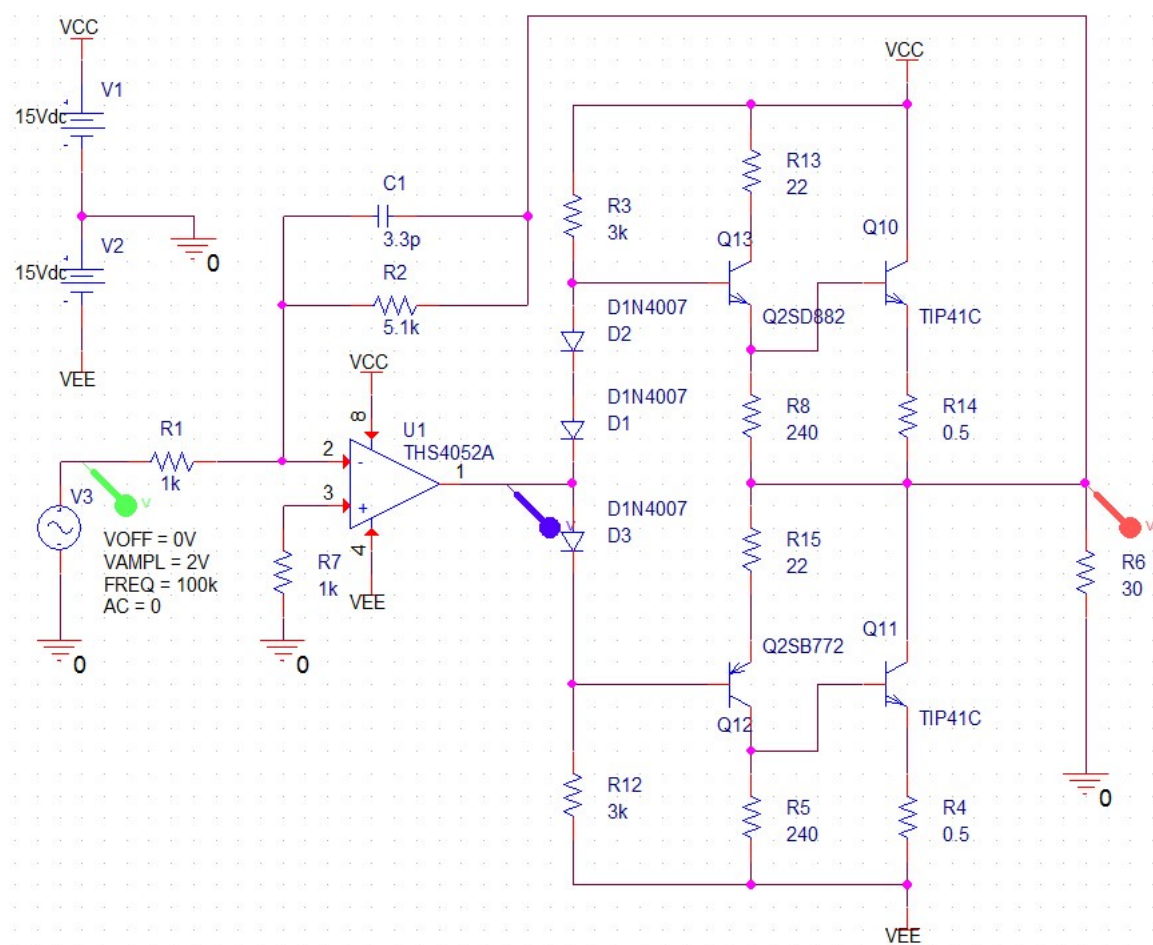 VCC
V1
15Vdc
0
V2
15Vdc
VEE
C1
3.3p
R2
5.1k
R1
1k
V3
VOFF = 0V
VAMPL = 2V
FREQ = 100k
AC = 0
0
VCC
8
U1
THS4052A
2
-
1
3
+
4
VEE
R7
1k
0
R3
3k
D1N4007
D2
D1N4007
D1
D1N4007
D3
R12
3k
VCC
R13
22
Q13
Q2SD882
Q10
TIP41C
R8
240
R14
0.5
R15
22
Q2SB772
Q12
Q11
TIP41C
R5
240
R4
0.5
VEE
R6
30
0
V
V
V